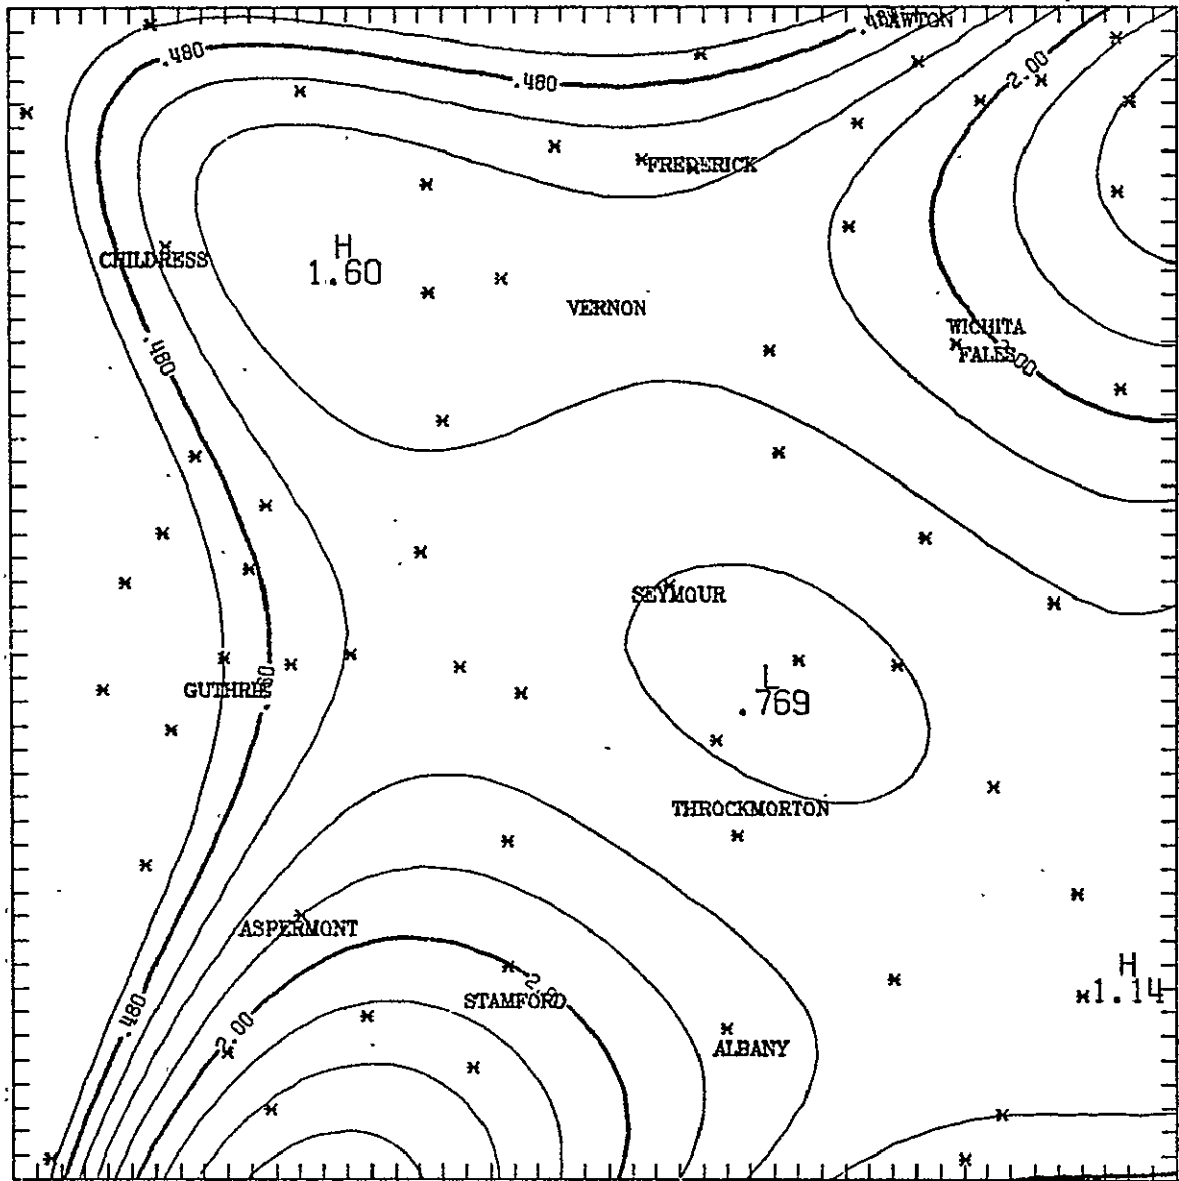 LAWTON
.480
.480
2.00
FREDERICK
CHILDRESS
H
1.60
VERNON
WICHITA
FALLS
.480
SEYMOUR
GUTHRIE
L
.769
THROCKMORTON
ASPERMONT
H
1.14
STAMFORD
.480
2.00
ALBANY